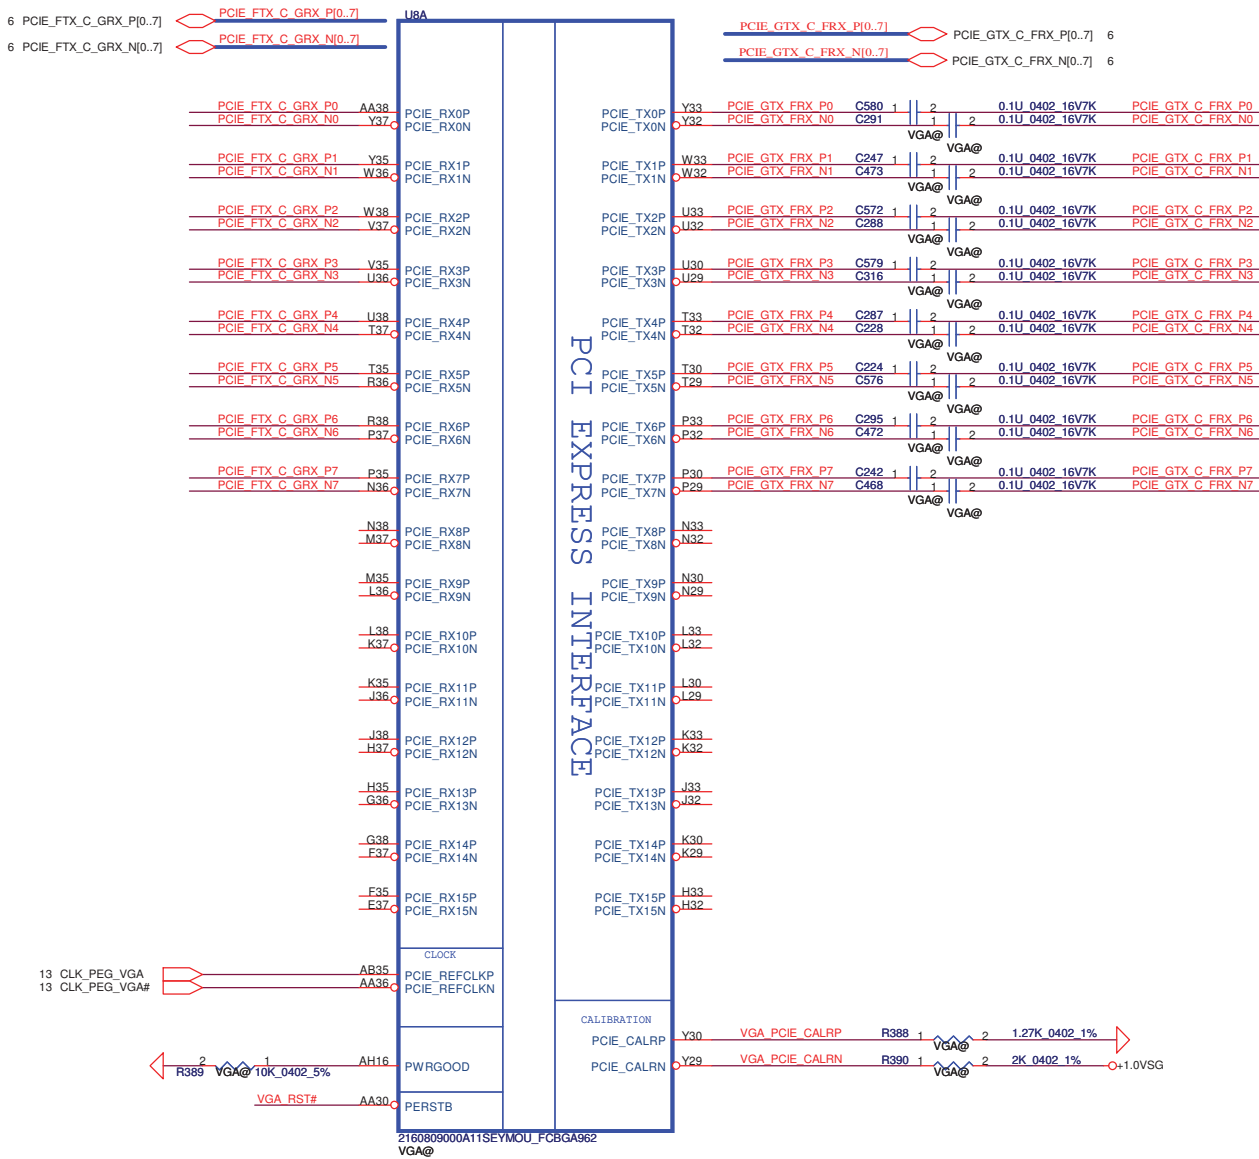 6 PCIE_FTX_C_GRX_P[0..7] PCIE_FTX_C_GRX_P[0..7] U8A
6 PCIE_FTX_C_GRX_N[0..7] PCIE_FTX_C_GRX_N[0..7]
PCIE_GTX_C_FRX_P[0..7] PCIE_GTX_C_FRX_P[0..7] 6
PCIE_GTX_C_FRX_N[0..7] PCIE_GTX_C_FRX_N[0..7] 6
PCIE_FTX_C_GRX_P0 AA38 PCIE_RX0P PCIE_TX0P Y33 PCIE_GTX_FRX_P0 C580 1 2 0.1U_0402_16V7K PCIE_GTX_C_FRX_P0
PCIE_FTX_C_GRX_N0 Y37 PCIE_RX0N PCIE_TX0N Y32 PCIE_GTX_FRX_N0 C291 1 2 0.1U_0402_16V7K PCIE_GTX_C_FRX_N0
VGA@
VGA@
PCIE_FTX_C_GRX_P1 Y35 PCIE_RX1P PCIE_TX1P W33 PCIE_GTX_FRX_P1 C247 1 2 0.1U_0402_16V7K PCIE_GTX_C_FRX_P1
PCIE_FTX_C_GRX_N1 W36 PCIE_RX1N PCIE_TX1N W32 PCIE_GTX_FRX_N1 C473 1 2 0.1U_0402_16V7K PCIE_GTX_C_FRX_N1
VGA@
VGA@
PCIE_FTX_C_GRX_P2 W38 PCIE_RX2P PCIE_TX2P U33 PCIE_GTX_FRX_P2 C572 1 2 0.1U_0402_16V7K PCIE_GTX_C_FRX_P2
PCIE_FTX_C_GRX_N2 V37 PCIE_RX2N PCIE_TX2N U32 PCIE_GTX_FRX_N2 C288 1 2 0.1U_0402_16V7K PCIE_GTX_C_FRX_N2
VGA@
VGA@
PCIE_FTX_C_GRX_P3 V35 PCIE_RX3P PCIE_TX3P U30 PCIE_GTX_FRX_P3 C579 1 2 0.1U_0402_16V7K PCIE_GTX_C_FRX_P3
PCIE_FTX_C_GRX_N3 U36 PCIE_RX3N PCIE_TX3N U29 PCIE_GTX_FRX_N3 C316 1 2 0.1U_0402_16V7K PCIE_GTX_C_FRX_N3
VGA@
VGA@
PCIE_FTX_C_GRX_P4 U38 PCIE_RX4P PCIE_TX4P T33 PCIE_GTX_FRX_P4 C287 1 2 0.1U_0402_16V7K PCIE_GTX_C_FRX_P4
PCIE_FTX_C_GRX_N4 T37 PCIE_RX4N PCIE_TX4N T32 PCIE_GTX_FRX_N4 C228 1 2 0.1U_0402_16V7K PCIE_GTX_C_FRX_N4
VGA@
VGA@
PCIE_FTX_C_GRX_P5 T35 PCIE_RX5P PCIE_TX5P T30 PCIE_GTX_FRX_P5 C224 1 2 0.1U_0402_16V7K PCIE_GTX_C_FRX_P5
PCIE_FTX_C_GRX_N5 R36 PCIE_RX5N PCIE_TX5N T29 PCIE_GTX_FRX_N5 C576 1 2 0.1U_0402_16V7K PCIE_GTX_C_FRX_N5
VGA@
VGA@
PCIE_FTX_C_GRX_P6 R38 PCIE_RX6P PCIE_TX6P P33 PCIE_GTX_FRX_P6 C295 1 2 0.1U_0402_16V7K PCIE_GTX_C_FRX_P6
PCIE_FTX_C_GRX_N6 P37 PCIE_RX6N PCIE_TX6N P32 PCIE_GTX_FRX_N6 C472 1 2 0.1U_0402_16V7K PCIE_GTX_C_FRX_N6
VGA@
VGA@
PCIE_FTX_C_GRX_P7 P35 PCIE_RX7P PCIE_TX7P P30 PCIE_GTX_FRX_P7 C242 1 2 0.1U_0402_16V7K PCIE_GTX_C_FRX_P7
PCIE_FTX_C_GRX_N7 N36 PCIE_RX7N PCIE_TX7N P29 PCIE_GTX_FRX_N7 C468 1 2 0.1U_0402_16V7K PCIE_GTX_C_FRX_N7
VGA@
VGA@
PCI EXPRESS INTERFACE
N38 PCIE_RX8P PCIE_TX8P N33
M37 PCIE_RX8N PCIE_TX8N N32
M35 PCIE_RX9P PCIE_TX9P N30
L36 PCIE_RX9N PCIE_TX9N N29
L38 PCIE_RX10P PCIE_TX10P L33
K37 PCIE_RX10N PCIE_TX10N L32
K35 PCIE_RX11P PCIE_TX11P L30
J36 PCIE_RX11N PCIE_TX11N L29
J38 PCIE_RX12P PCIE_TX12P K33
H37 PCIE_RX12N PCIE_TX12N K32
H35 PCIE_RX13P PCIE_TX13P J33
G36 PCIE_RX13N PCIE_TX13N J32
G38 PCIE_RX14P PCIE_TX14P K30
F37 PCIE_RX14N PCIE_TX14N K29
F35 PCIE_RX15P PCIE_TX15P H33
E37 PCIE_RX15N PCIE_TX15N H32
CLOCK
13 CLK_PEG_VGA AB35 PCIE_REFCLKP
13 CLK_PEG_VGA# AA36 PCIE_REFCLKN
CALIBRATION
PCIE_CALRP Y30 VGA_PCIE_CALRP R388 1 2 1.27K_0402_1%
VGA@
2 1 AH16 PWRGOOD PCIE_CALRN Y29 VGA_PCIE_CALRN R390 1 2 2K_0402_1% +1.0VSG
R389 VGA@ 10K_0402_5% VGA@
VGA_RST# AA30 PERSTB
2160809000A11SEYMOU_FCBGA962
VGA@